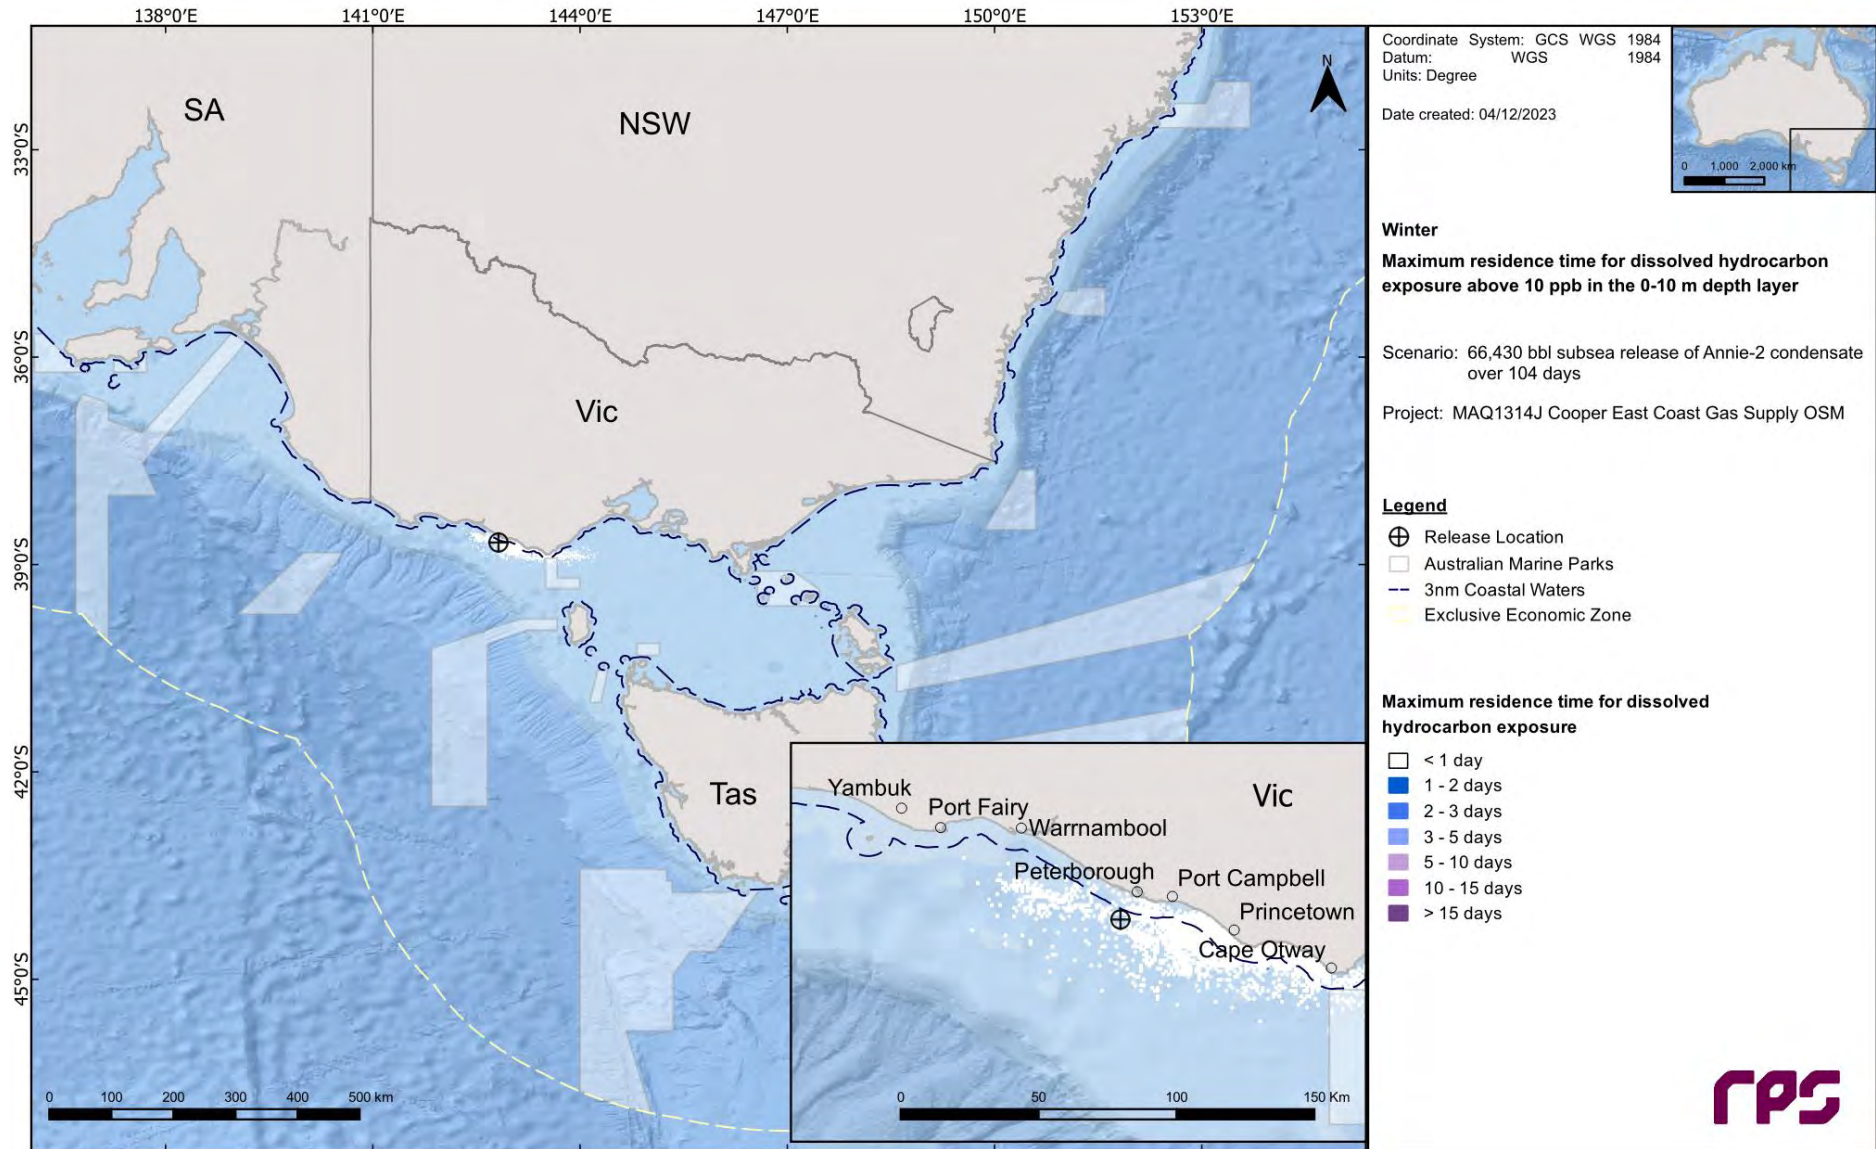 138°0'E 141°0'E 144°0'E 147°0'E 150°0'E 153°0'E
33°0'S
36°0'S
39°0'S
42°0'S
45°0'S
SA
NSW
Vic
Tas
N
0 100 200 300 400 500 km
Yambuk
Port Fairy
Warrnambool
Vic
Peterborough
Port Campbell
Princetown
Cape Otway
0 50 100 150 Km
Coordinate System: GCS WGS 1984
Datum: WGS 1984
Units: Degree
Date created: 04/12/2023
0 1,000 2,000 km
Winter
Maximum residence time for dissolved hydrocarbon
exposure above 10 ppb in the 0-10 m depth layer
Scenario: 66,430 bbl subsea release of Annie-2 condensate
over 104 days
Project: MAQ1314J Cooper East Coast Gas Supply OSM
Legend
Release Location
Australian Marine Parks
3nm Coastal Waters
Exclusive Economic Zone
Maximum residence time for dissolved
hydrocarbon exposure
< 1 day
1 - 2 days
2 - 3 days
3 - 5 days
5 - 10 days
10 - 15 days
> 15 days
rps